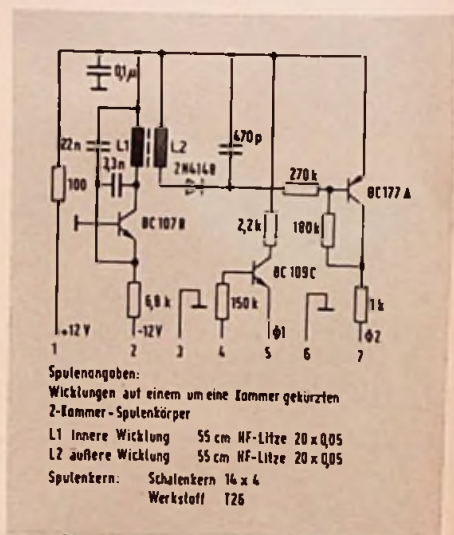 0,1µ
22n
L1
3,3n
L2
470p
2N4148
100
270k
BC177A
BC107B
2,2k
180k
BC109C
6,8k
150k
1k
+12V
-12V
ϕ1
ϕ2
1 2 3 4 5 6 7
Spulenangaben:
Wicklungen auf einem um eine Kammer gekürzten
2-Kammer-Spulenkörper
L1 Innere Wicklung 55 cm HF-Litze 20 x 0,05
L2 äußere Wicklung 55 cm HF-Litze 20 x 0,05
Spulenkern: Schalenkern 14 x 4
Werkstoff T26